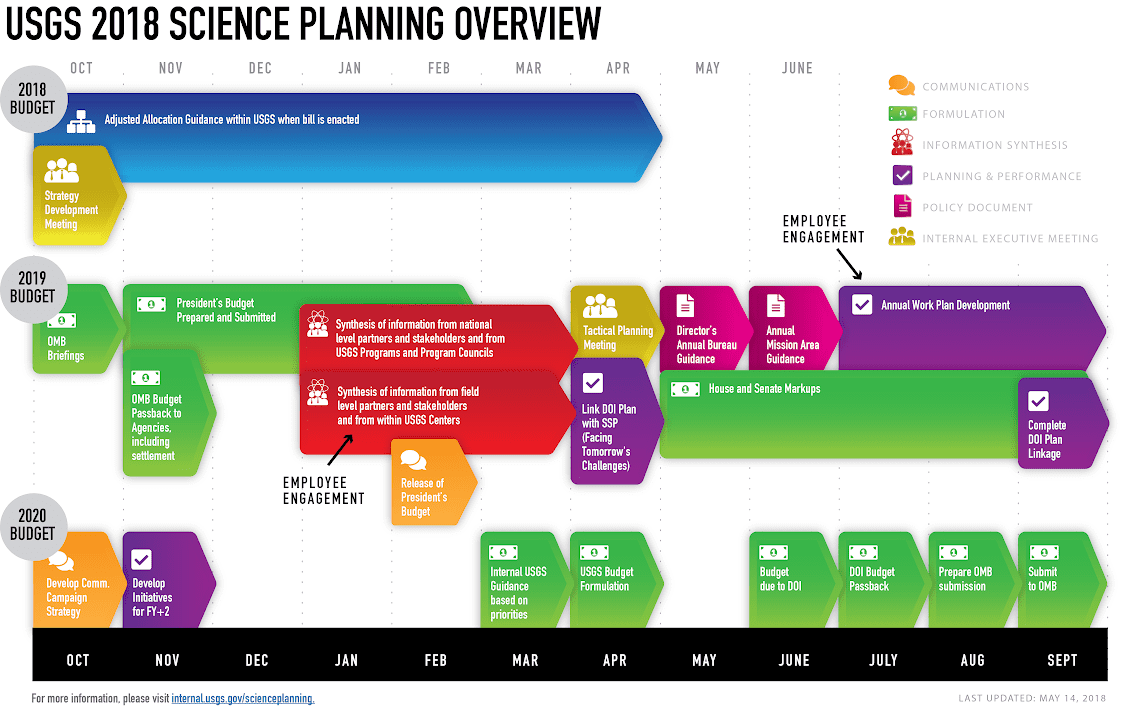 USGS 2018 SCIENCE PLANNING OVERVIEW
OCT NOV DEC JAN FEB MAR APR MAY JUNE
2018
BUDGET
Adjusted Allocation Guidance within USGS when bill is enacted
Strategy
Development
Meeting
COMMUNICATIONS
FORMULATION
INFORMATION SYNTHESIS
PLANNING & PERFORMANCE
POLICY DOCUMENT
INTERNAL EXECUTIVE MEETING
EMPLOYEE
ENGAGEMENT
2019
BUDGET
OMB
Briefings
President's Budget
Prepared and Submitted
OMB Budget
Passback to
Agencies,
including
settlement
Synthesis of information from national
level partners and stakeholders and from
USGS Programs and Program Councils
Synthesis of information from field
level partners and stakeholders
and from within USGS Centers
EMPLOYEE
ENGAGEMENT
Release of
President's
Budget
Tactical Planning
Meeting
Link DOI Plan
with SSP
(Facing
Tomorrow's
Challenges)
Director's
Annual Bureau
Guidance
Annual
Mission Area
Guidance
Annual Work Plan Development
House and Senate Markups
Complete
DOI Plan
Linkage
2020
BUDGET
Develop Comm.
Campaign
Strategy
Develop
Initiatives
for FY+2
Internal USGS
Guidance
based on
priorities
USGS Budget
Formulation
Budget
due to DOI
DOI Budget
Passback
Prepare OMB
submission
Submit
to OMB
OCT NOV DEC JAN FEB MAR APR MAY JUNE JULY AUG SEPT
For more information, please visit internal.usgs.gov/scienceplanning.
LAST UPDATED: MAY 14, 2018